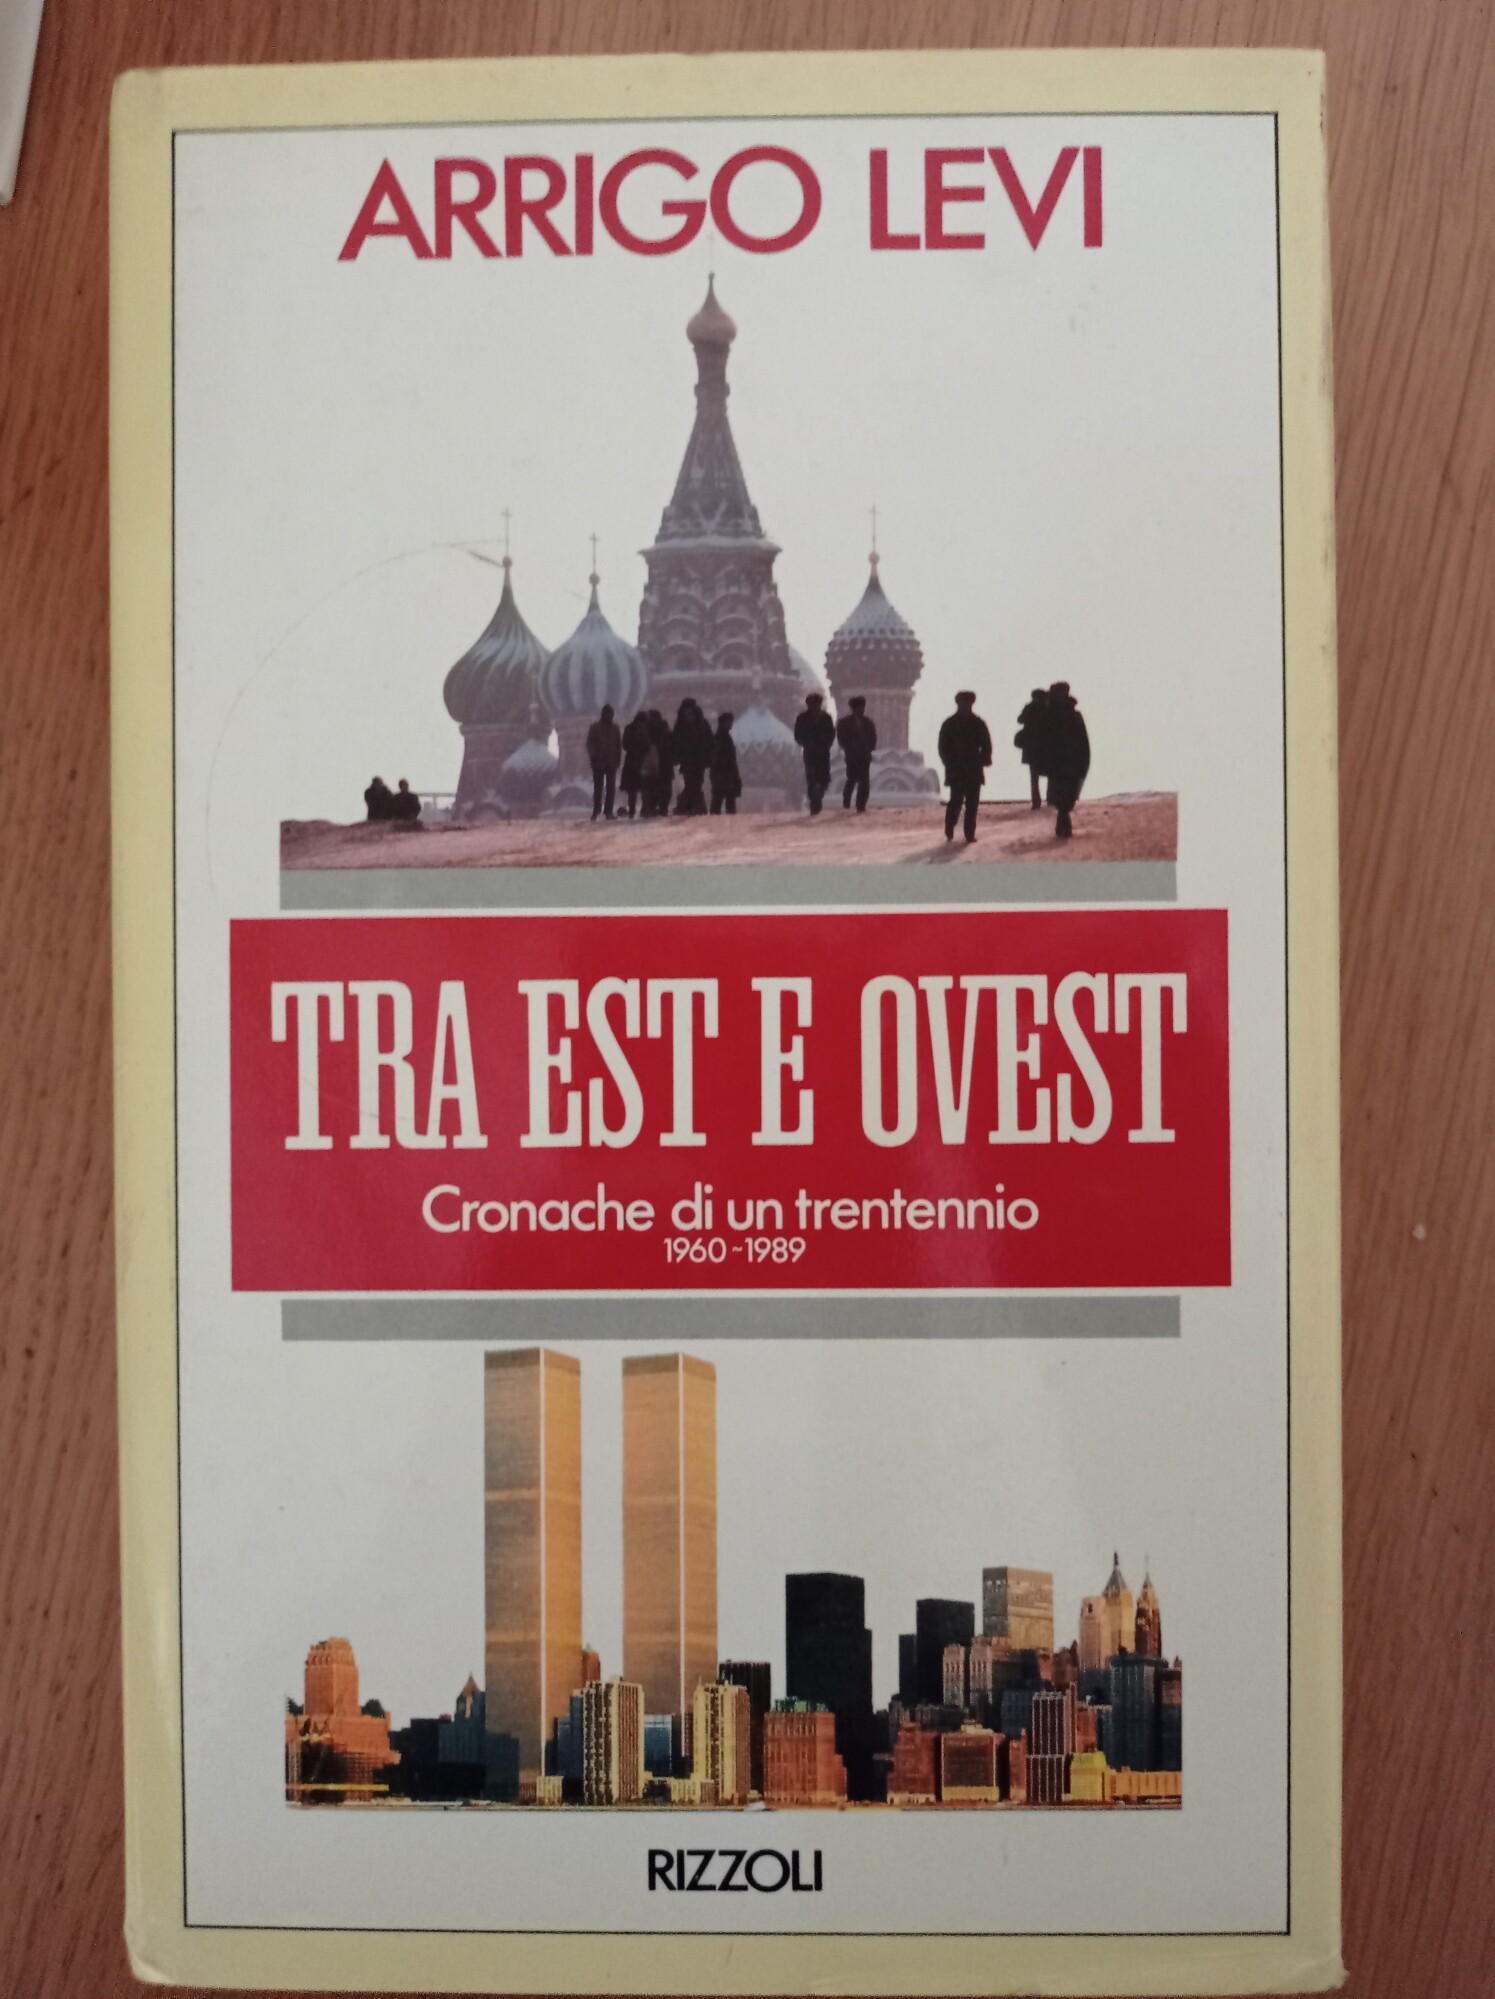 ARRIGO LEVI
TRA EST E OVEST
Cronache di un trentennio
1960~1989
RIZZOLI